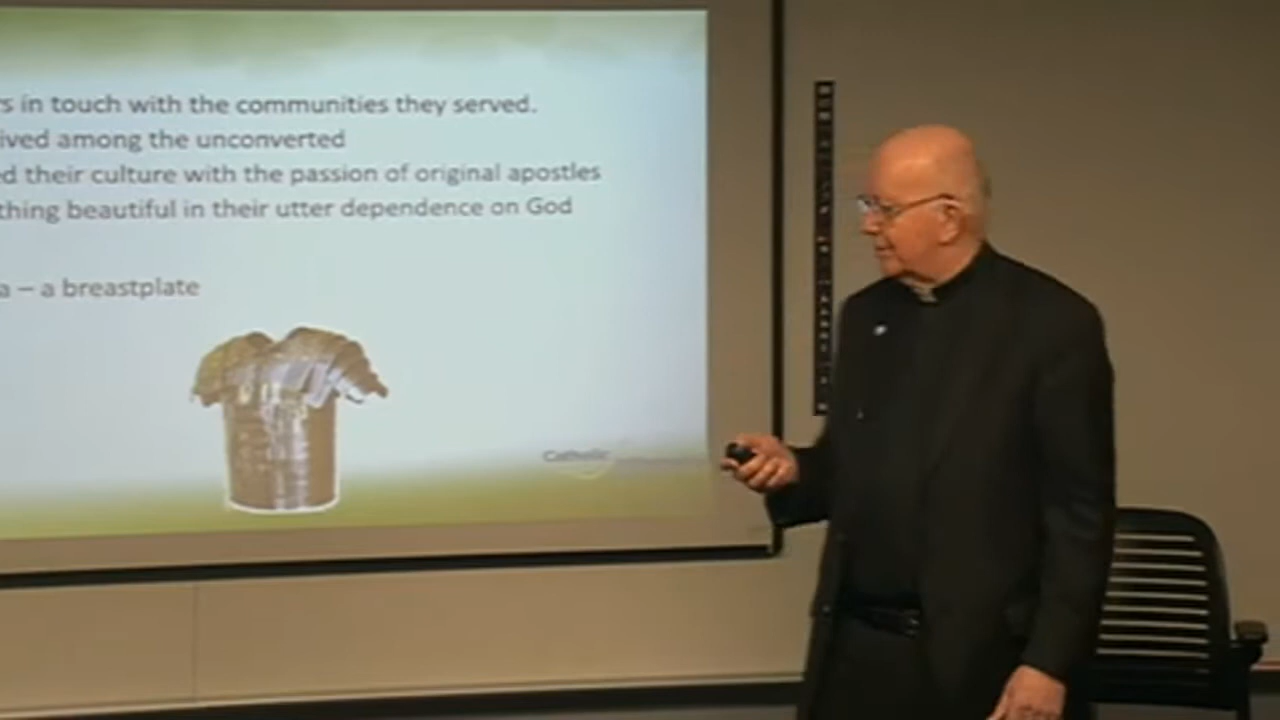 s in touch with the communities they served.
ived among the unconverted
ed their culture with the passion of original apostles
thing beautiful in their utter dependence on God
a – a breastplate
Catholic